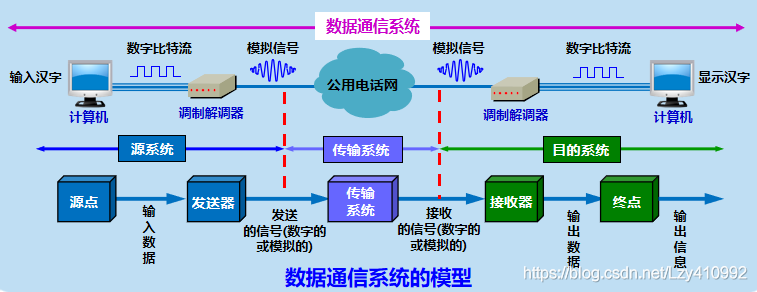 数据通信系统
数字比特流
模拟信号
模拟信号
数字比特流
输入汉字
公用电话网
显示汉字
计算机
调制解调器
调制解调器
计算机
源系统
传输系统
目的系统
源点
输入数据
发送器
发送
的信号(数字的
或模拟的)
传输
系统
接收
的信号(数字的
或模拟的)
接收器
输出数据
终点
输出信息
数据通信系统的模型
https://blog.csdn.net/Lzy410992